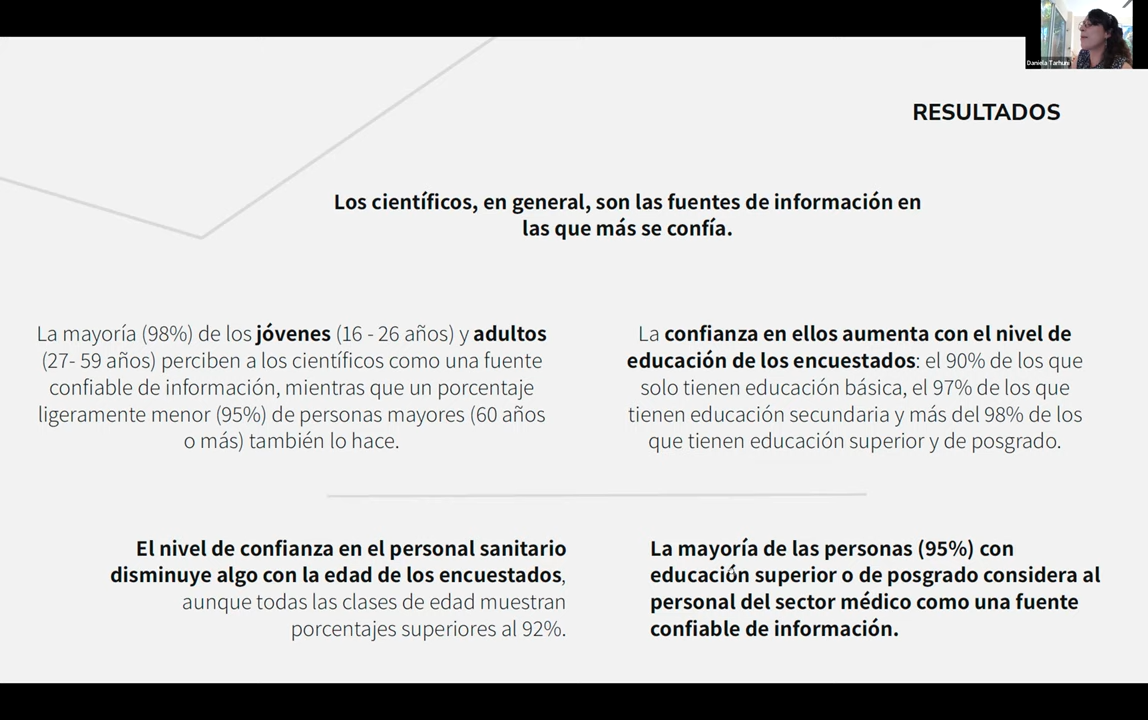 Daniela Tarhuni
RESULTADOS
Los científicos, en general, son las fuentes de información en
las que más se confía.
La mayoría (98%) de los jóvenes (16 - 26 años) y adultos
(27- 59 años) perciben a los científicos como una fuente
confiable de información, mientras que un porcentaje
ligeramente menor (95%) de personas mayores (60 años
o más) también lo hace.
La confianza en ellos aumenta con el nivel de
educación de los encuestados: el 90% de los que
solo tienen educación básica, el 97% de los que
tienen educación secundaria y más del 98% de los
que tienen educación superior y de posgrado.
El nivel de confianza en el personal sanitario
disminuye algo con la edad de los encuestados,
aunque todas las clases de edad muestran
porcentajes superiores al 92%.
La mayoría de las personas (95%) con
educación superior o de posgrado considera al
personal del sector médico como una fuente
confiable de información.